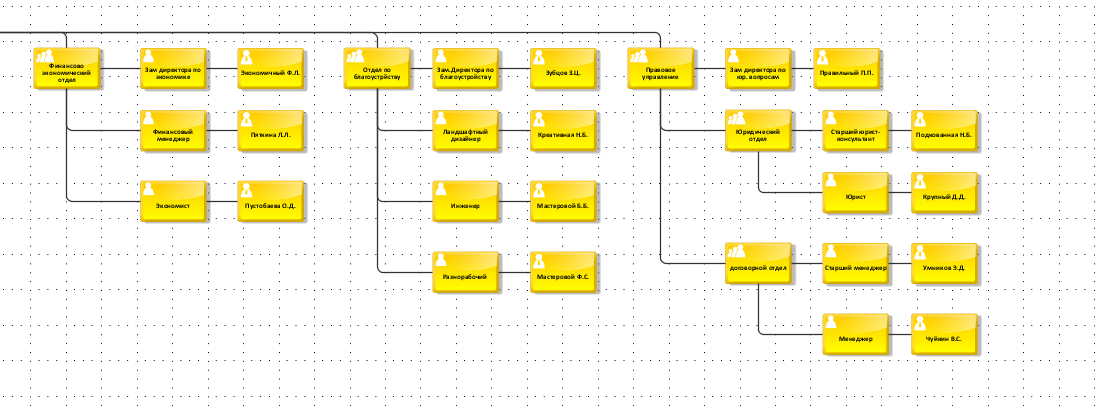 Финансово
экономический
отдел
Зам директора по
экономике
Экономичный Ф.Л.
Финансовый
менеджер
Пяткина Л.Л.
Экономист
Пустобаева О.Д.
Отдел по
благоустрйству
Зам.Директора по
благоустройству
Зубцов З.Ц.
Ландшафтный
дизайнер
Креативная Н.Б.
Инженер
Мастеровой Б.Б.
Разнорабочий
Мастеровой Ф.С.
Правовое
управление
Зам директора по
юр. вопросам
Правильный П.П.
Юридический
отдел
Старший юрист-
консультант
Подкованная Н.Б.
Юрист
Крупный Д.Д.
договорной отдел
Старший менеджер
Умников Э.Д.
Менеджер
Чуйкин В.С.